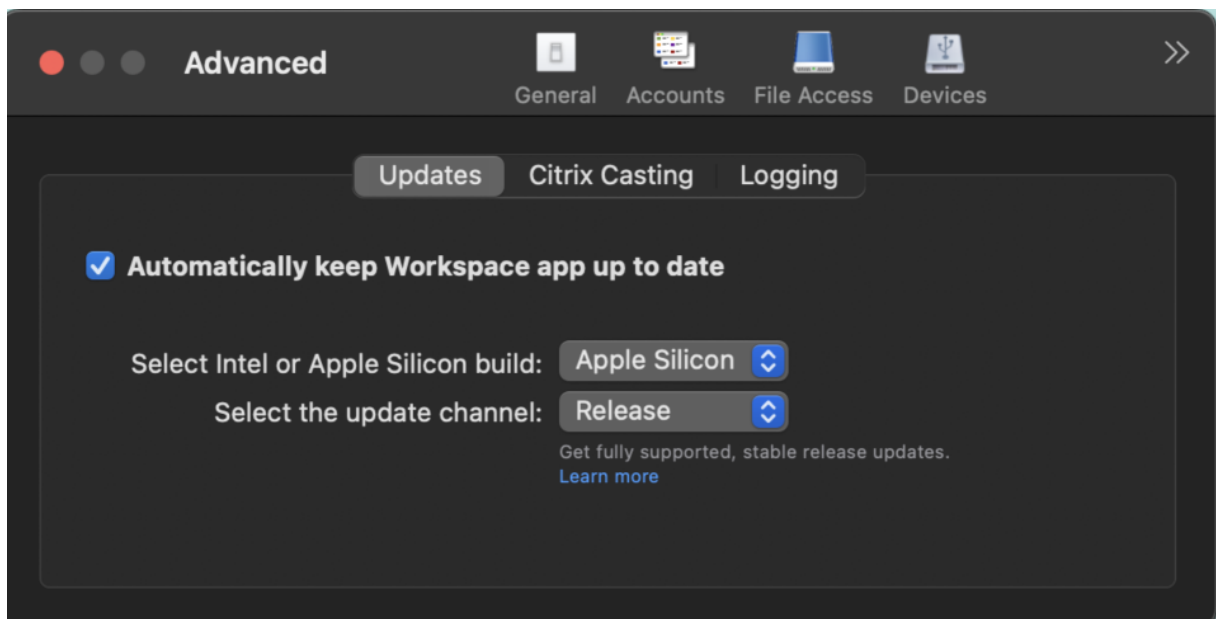 Advanced
General Accounts File Access Devices
Updates Citrix Casting Logging
Automatically keep Workspace app up to date
Select Intel or Apple Silicon build: Apple Silicon
Select the update channel: Release
Get fully supported, stable release updates.
Learn more